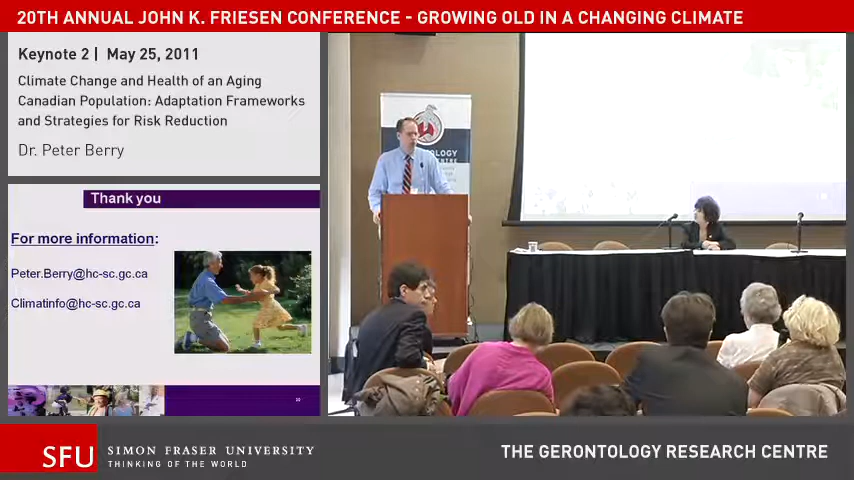 20TH ANNUAL JOHN K. FRIESEN CONFERENCE - GROWING OLD IN A CHANGING CLIMATE
Keynote 2 | May 25, 2011
Climate Change and Health of an Aging
Canadian Population: Adaptation Frameworks
and Strategies for Risk Reduction
Dr. Peter Berry
Thank you
For more information:
Peter.Berry@hc-sc.gc.ca
Climatinfo@hc-sc.gc.ca
SFU
SIMON FRASER UNIVERSITY
THINKING OF THE WORLD
THE GERONTOLOGY RESEARCH CENTRE